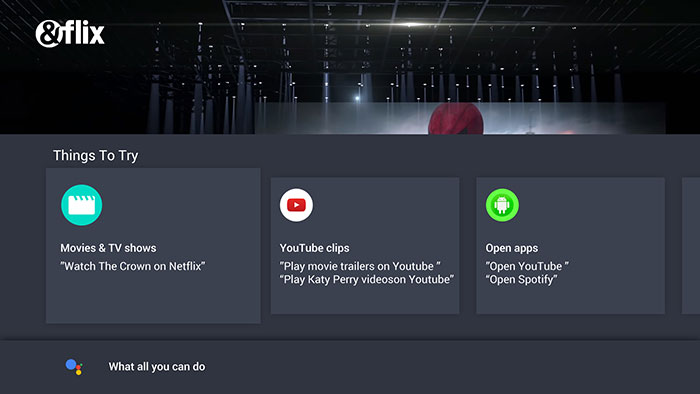 &flix
Things To Try
Movies & TV shows
"Watch The Crown on Netflix"
YouTube clips
"Play movie trailers on Youtube "
"Play Katy Perry videoson Youtube"
Open apps
"Open YouTube "
"Open Spotify"
What all you can do